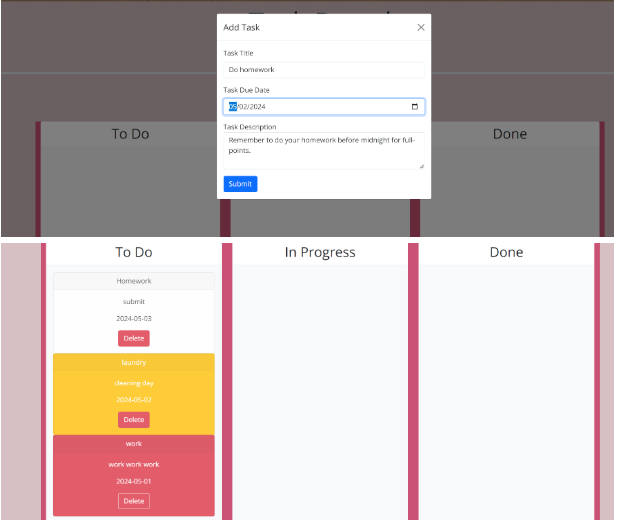 Add Task
Task Title
Do homework
Task Due Date
05/02/2024
Task Description
Remember to do your homework before midnight for full-
points.
Submit
To Do
Done
To Do
In Progress
Done
Homework
submit
2024-05-03
Delete
laundry
cleaning day
2024-05-02
Delete
work
work work work
2024-05-01
Delete